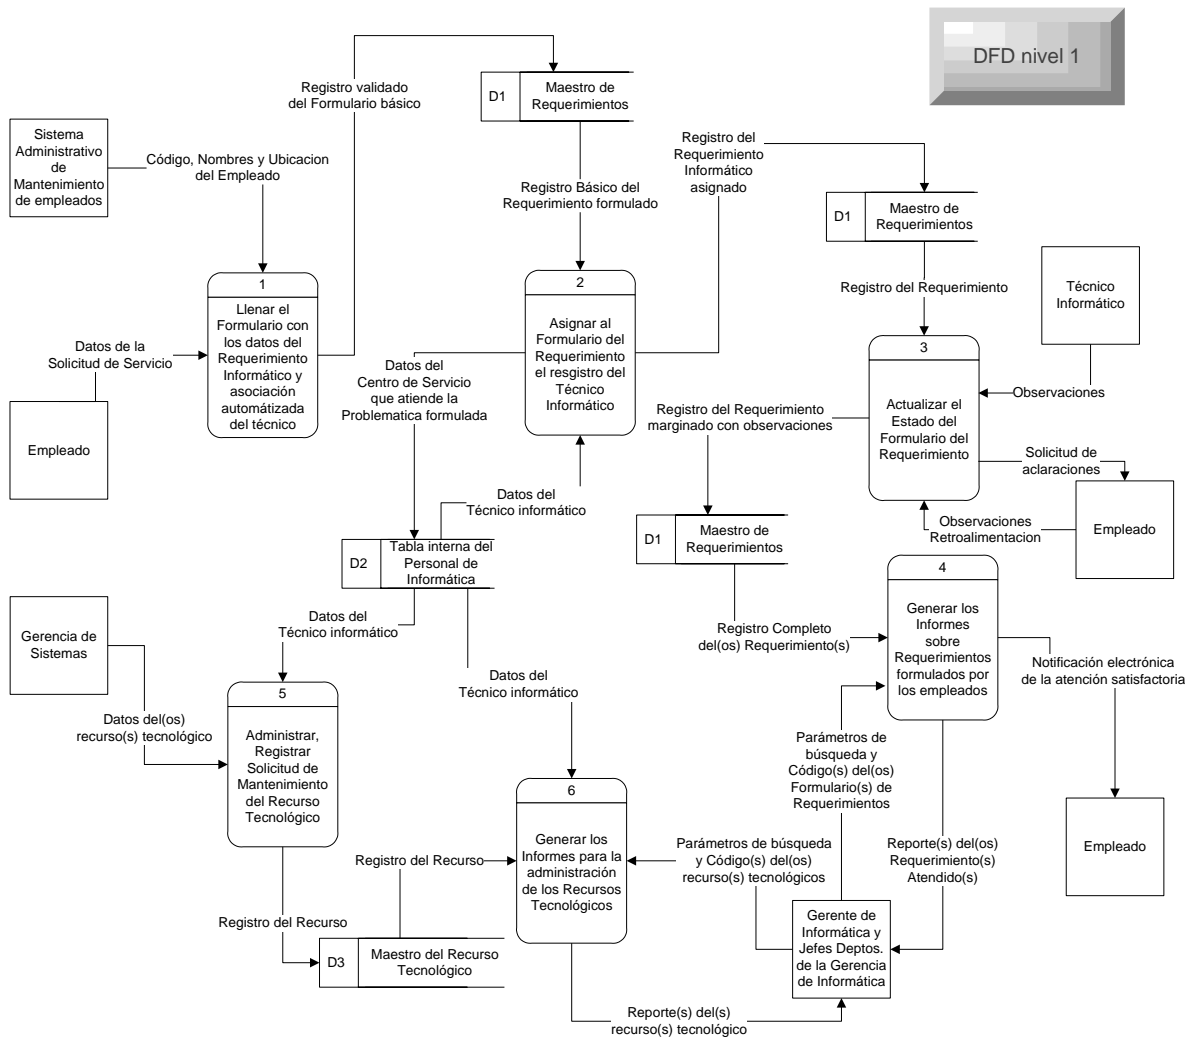 DFD nivel 1
Registro validado
del Formulario básico
D1
Maestro de
Requerimientos
Sistema
Administrativo
de
Mantenimiento
de empleados
Código, Nombres y Ubicacion
del Empleado
Registro Básico del
Requerimiento formulado
Registro del
Requerimiento
Informático
asignado
D1
Maestro de
Requerimientos
Registro del Requerimiento
Técnico
Informático
1
Llenar el
Formulario con
los datos del
Requerimiento
Informático y
asociación
automátizada
del técnico
2
Asignar al
Formulario del
Requerimiento
el resgistro del
Técnico
Informático
3
Actualizar el
Estado del
Formulario del
Requerimiento
Datos de la
Solicitud de Servicio
Empleado
Datos del
Centro de Servicio
que atiende la
Problematica formulada
Registro del Requerimiento
marginado con observaciones
Observaciones
Solicitud de
aclaraciones
Observaciones
Retroalimentacion
Empleado
Datos del
Técnico informático
D1
Maestro de
Requerimientos
D2
Tabla interna del
Personal de
Informática
4
Generar los
Informes
sobre
Requerimientos
formulados por
los empleados
Gerencia de
Sistemas
Datos del
Técnico informático
Registro Completo
del(os) Requerimiento(s)
Notificación electrónica
de la atención satisfactoria
Datos del
Técnico informático
Datos del(os)
recurso(s) tecnológico
5
Administrar,
Registrar
Solicitud de
Mantenimiento
del Recurso
Tecnológico
Parámetros de
búsqueda y
Código(s) del(os)
Formulario(s) de
Requerimientos
6
Generar los
Informes para la
administración
de los Recursos
Tecnológicos
Empleado
Registro del Recurso
Parámetros de búsqueda
y Código(s) del(os)
recurso(s) tecnológicos
Reporte(s) del(os)
Requerimiento(s)
Atendido(s)
Registro del Recurso
D3
Maestro del Recurso
Tecnológico
Gerente de
Informática y
Jefes Deptos.
de la Gerencia
de Informática
Reporte(s) del(s)
recurso(s) tecnológico